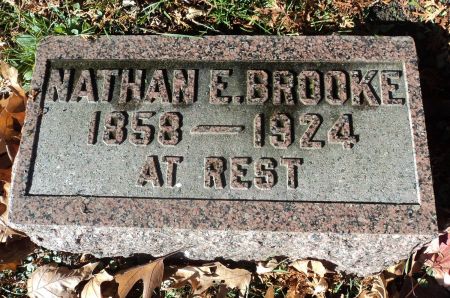 NATHAN E. BROOKE
1858 — 1924
AT REST